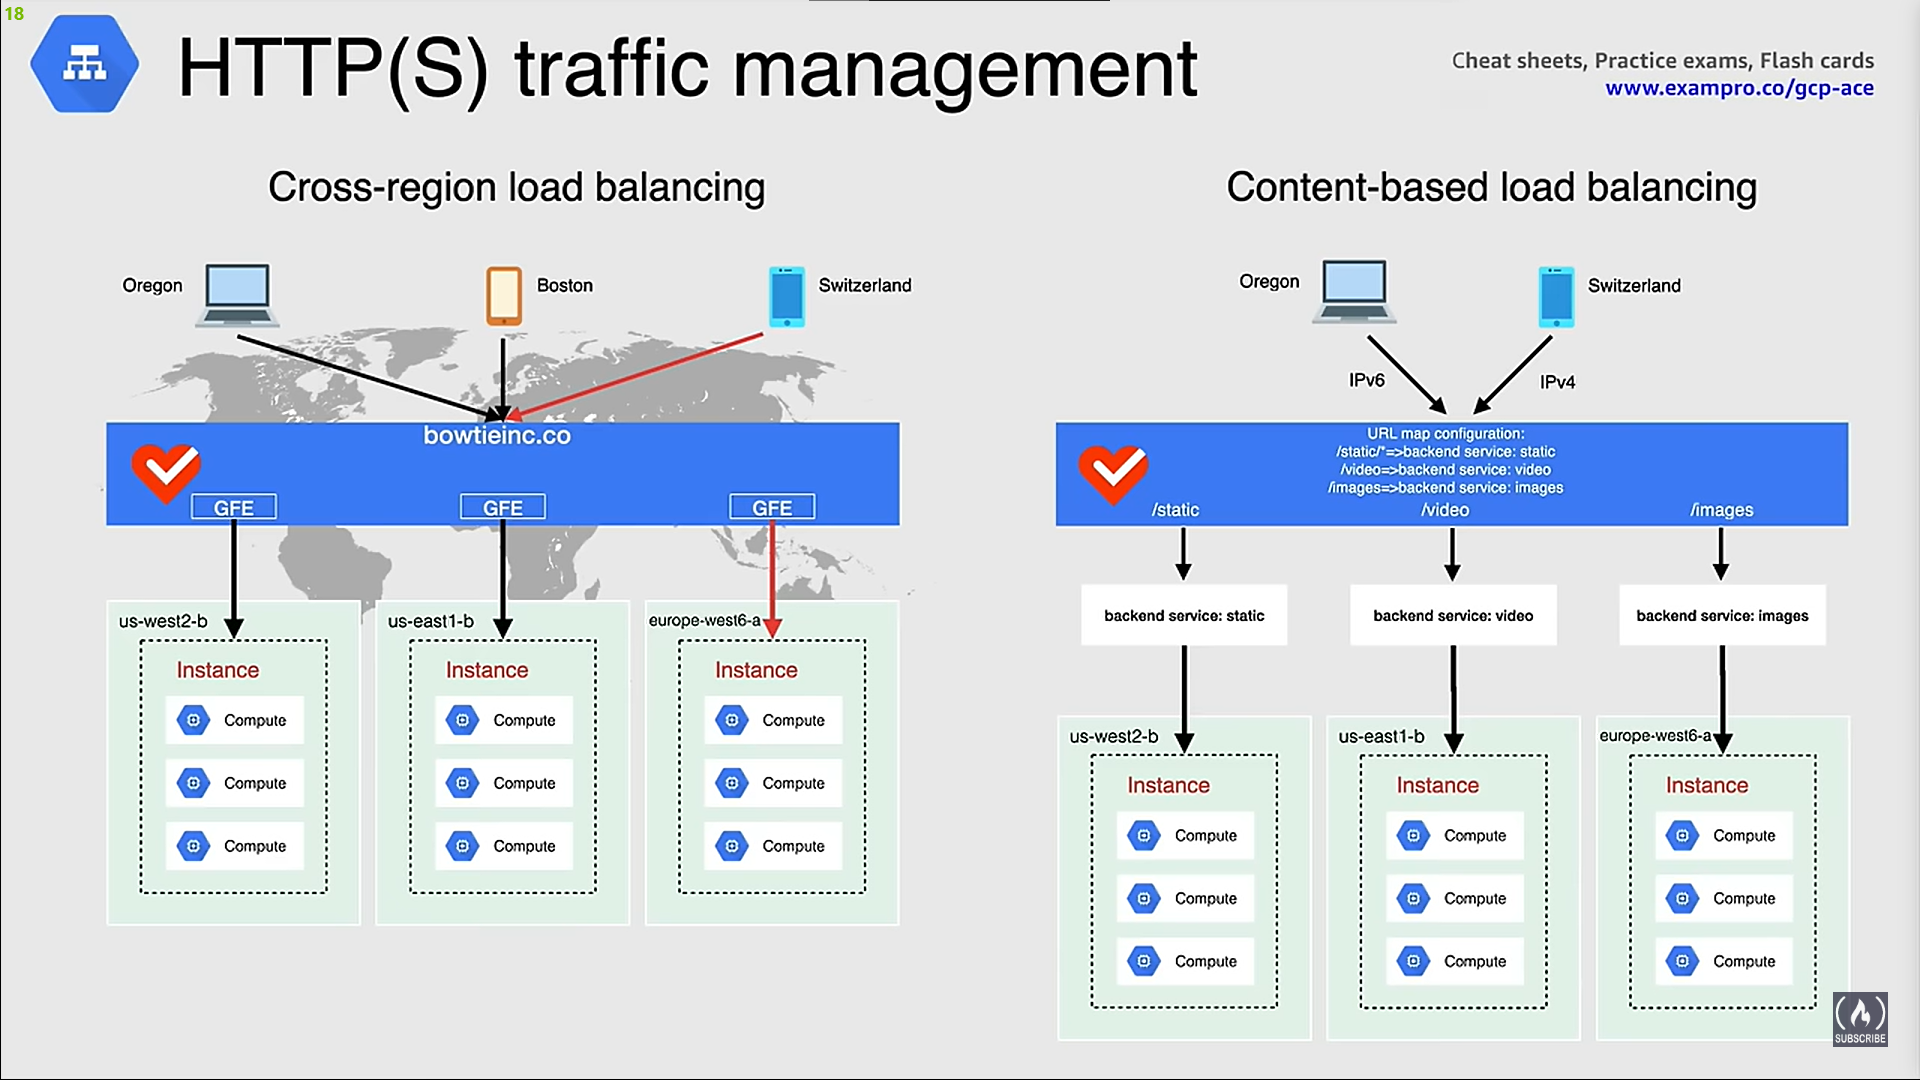 18
HTTP(S) traffic management
Cheat sheets, Practice exams, Flash cards
www.exampro.co/gcp-ace
Cross-region load balancing
Oregon
Boston
Switzerland
bowtieinc.co
GFE
GFE
GFE
us-west2-b
us-east1-b
europe-west6-a
Instance
Instance
Instance
Compute
Compute
Compute
Compute
Compute
Compute
Compute
Compute
Compute
Content-based load balancing
Oregon
Switzerland
IPv6
IPv4
URL map configuration:
/static/*=>backend service: static
/video=>backend service: video
/images=>backend service: images
/static
/video
/images
backend service: static
backend service: video
backend service: images
us-west2-b
us-east1-b
europe-west6-a
Instance
Instance
Instance
Compute
Compute
Compute
Compute
Compute
Compute
Compute
Compute
Compute
SUBSCRIBE